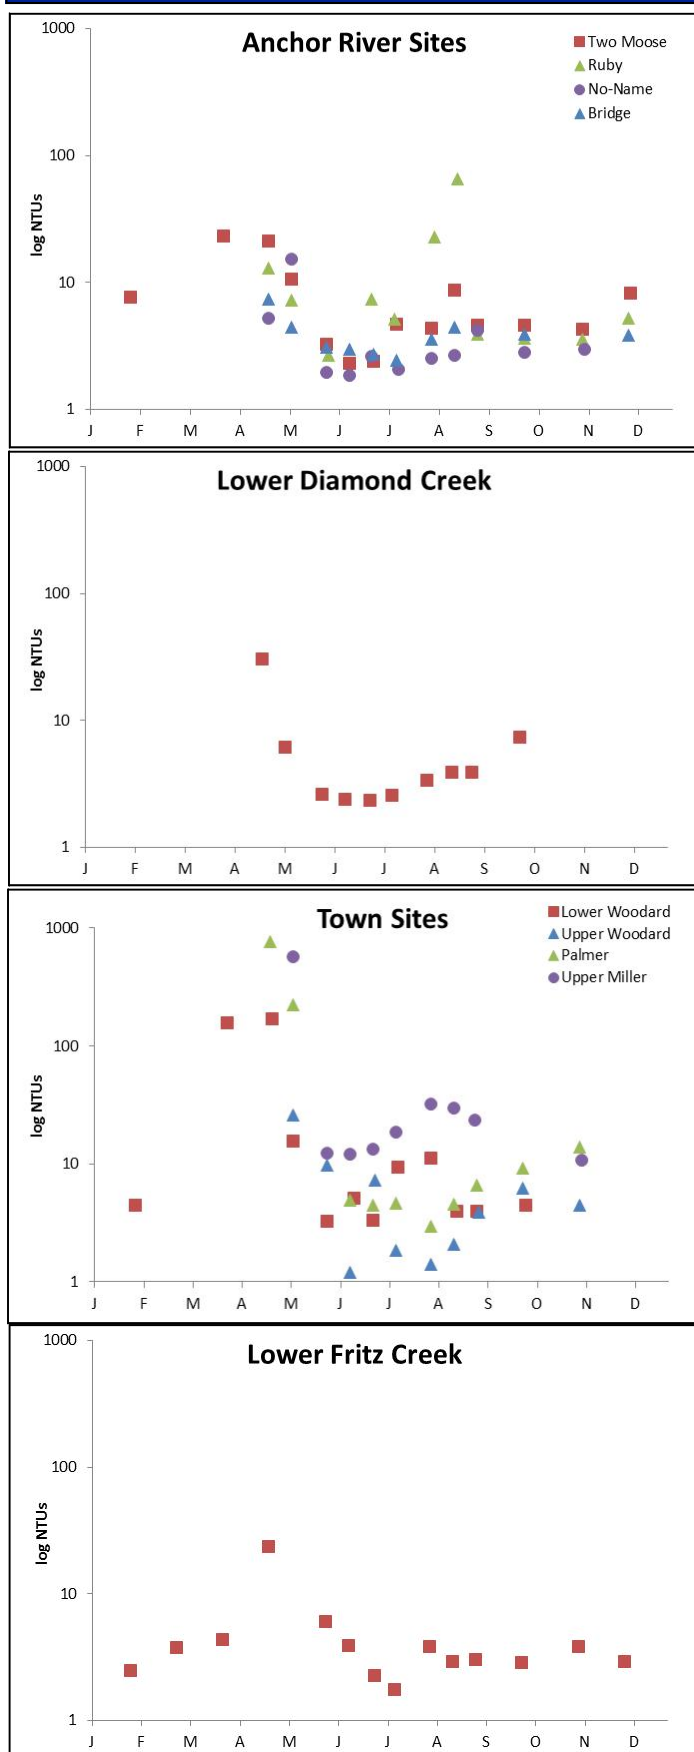 Anchor River Sites
1000
100
10
1
log NTUs
Two Moose
Ruby
No-Name
Bridge
J F M A M J J A S O N D
Lower Diamond Creek
1000
100
10
1
log NTUs
J F M A M J J A S O N D
Town Sites
1000
100
10
1
log NTUs
Lower Woodard
Upper Woodard
Palmer
Upper Miller
J F M A M J J A S O N D
Lower Fritz Creek
1000
100
10
1
log NTUs
J F M A M J J A S O N D